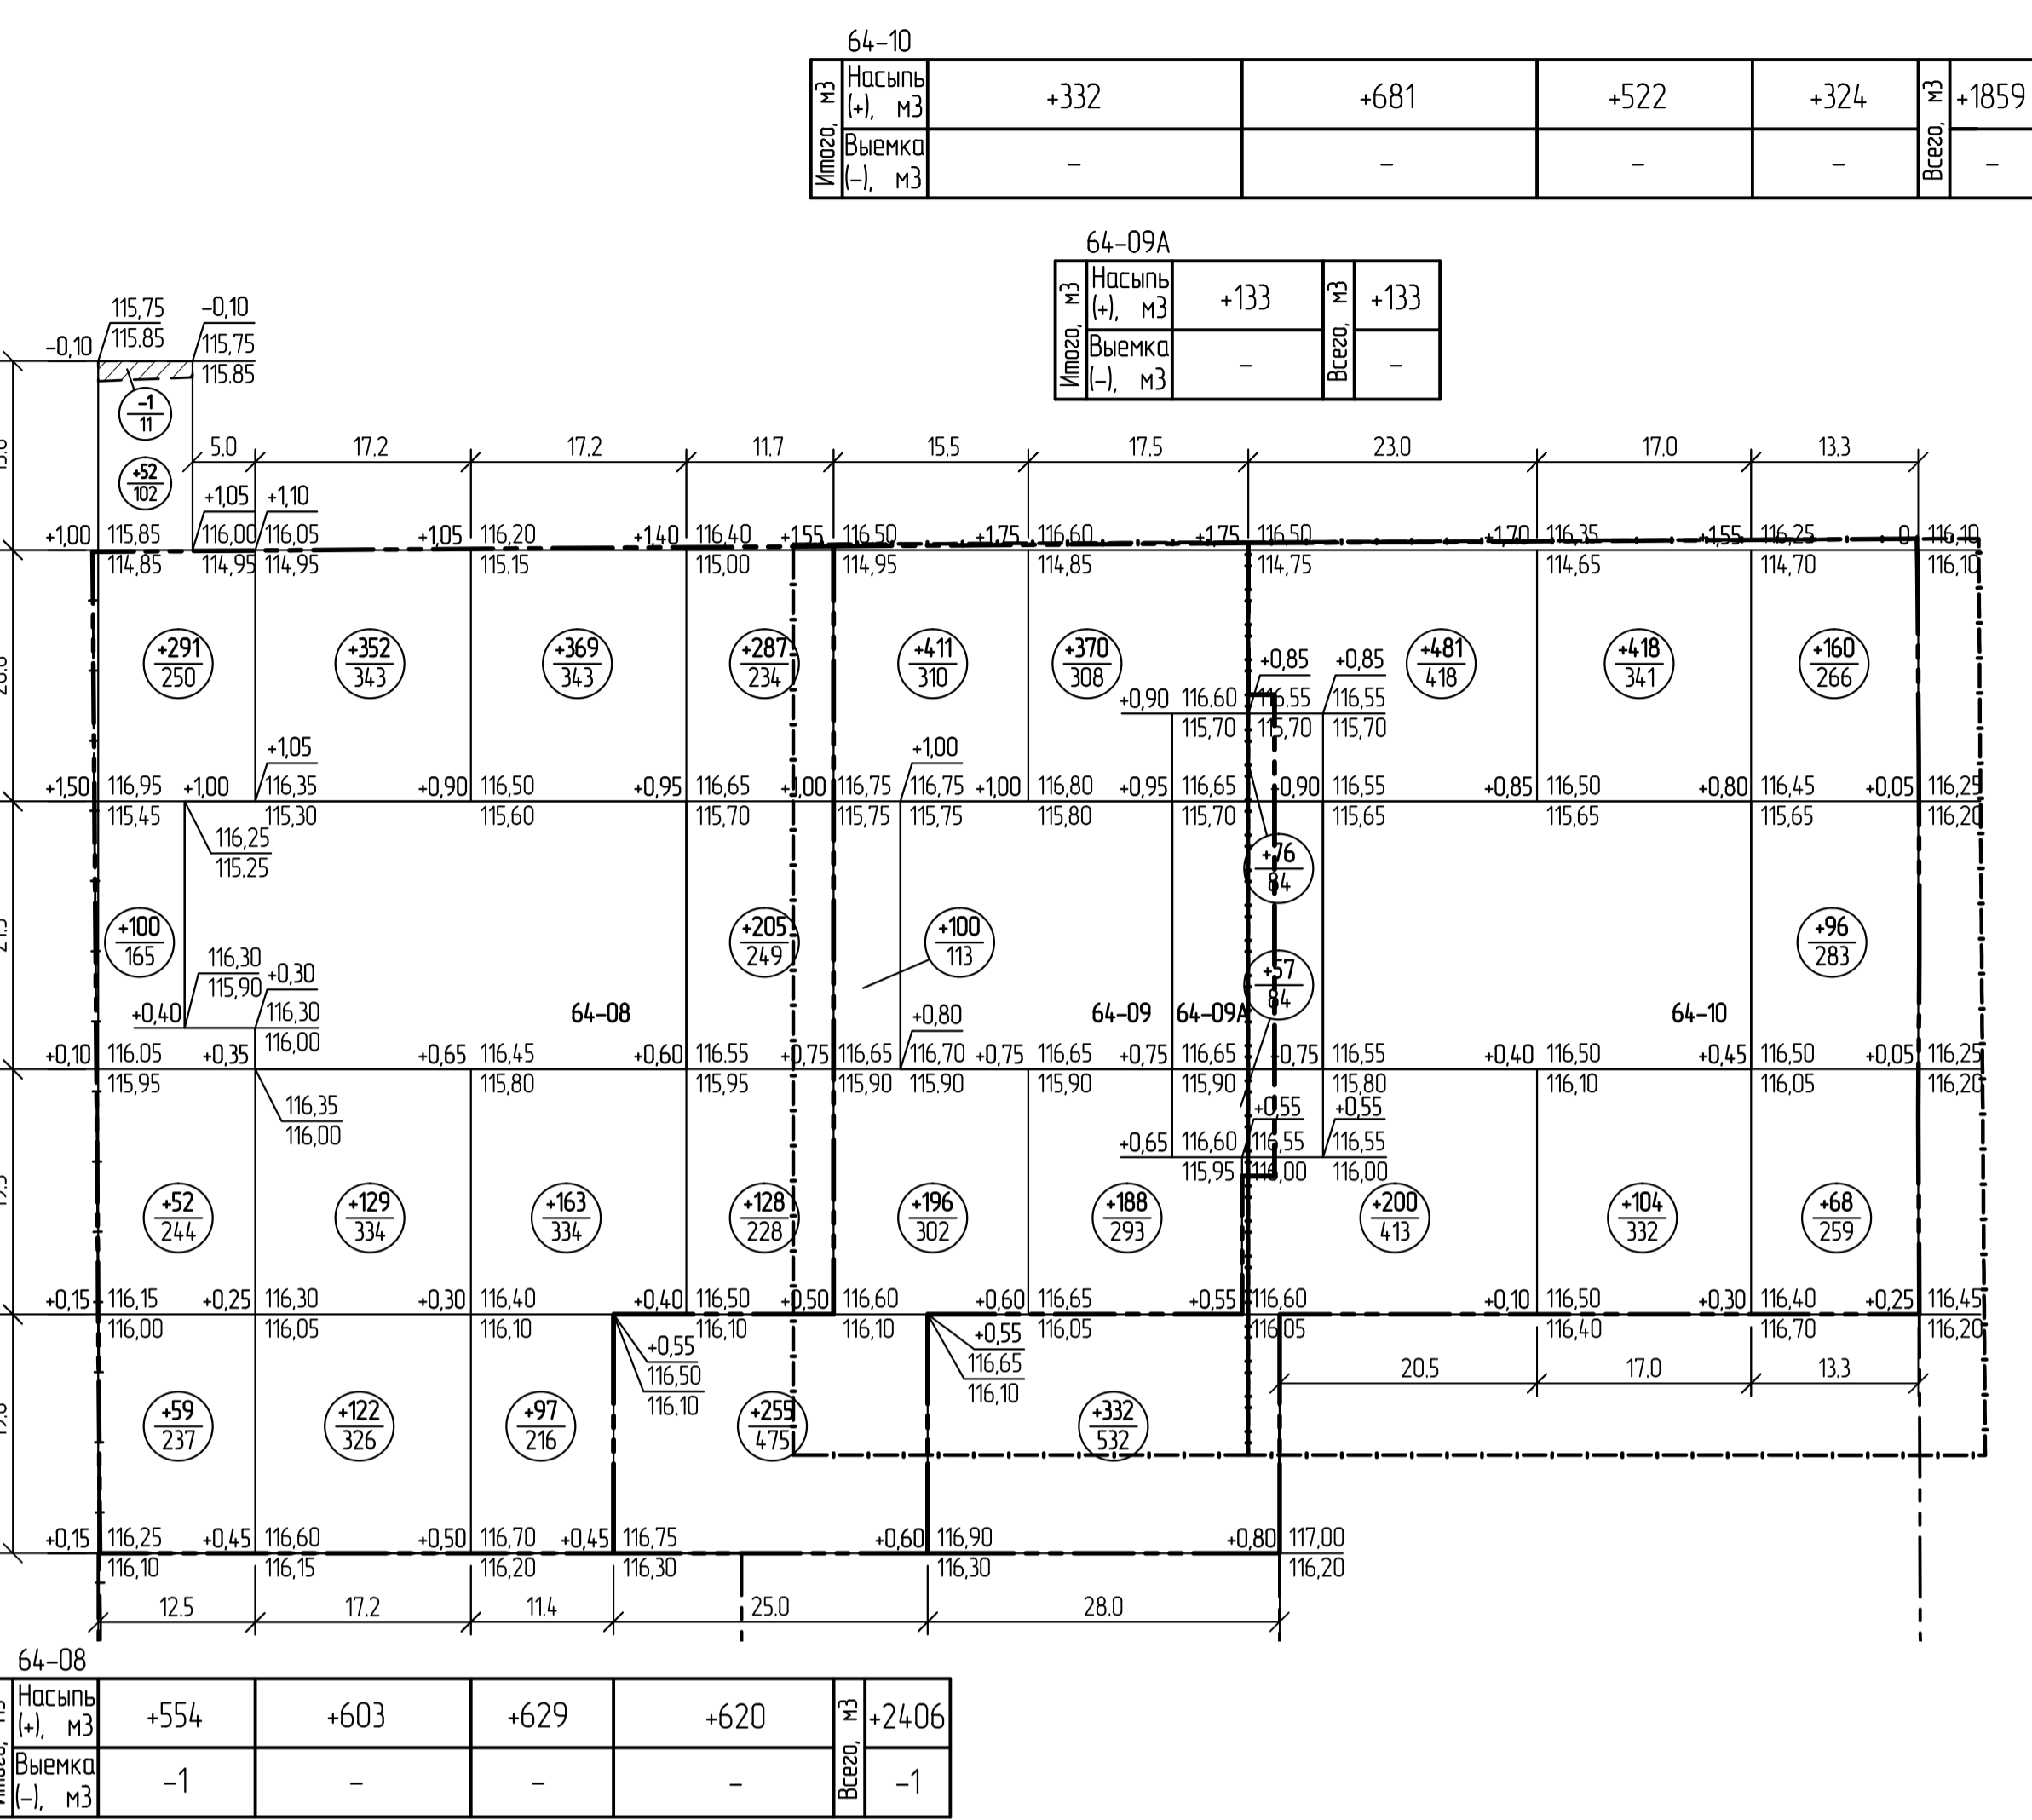 64-10
Итого, м3
Насыпь
(+), м3
+332
+681
+522
+324
Всего, м3
+1859
Выемка
(-), м3
-
-
-
-
-
64-09А
Итого, м3
Насыпь
(+), м3
+133
Всего, м3
+133
Выемка
(-), м3
-
-
115,75 -0,10
-0,10 115.85 115,75
115.85
-1
11
5.0 17.2 17.2 11.7 15.5 17.5 23.0 17.0 13.3
+52
102
+1,05 +1,10
+1,00 115,85 116,00 116,05 +1,05 116,20 +1,40 116,40 +1,55 116,50 +1,75 116,60 +1,75 116,50 +1,70 116,35 +1,55 116,25 0 116,10
114,85 114,95 114,95 115.15 115,00 114,95 114,85 114,75 114,65 114,70 116,10
+291 +352 +369 +287 +411 +370 +481 +418 +160
250 343 343 234 310 308 418 341 266
+0,85 +0,85
+0,90 116.60 116.55 116,55
115,70 115,70 115,70
+1,05 +1,00
+1,50 116,95 +1,00 116,35 +0,90 116,50 +0,95 116,65 +1,00 116,75 116,75 +1,00 116,80 +0,95 116,65 +0,90 116,55 +0,85 116,50 +0,80 116,45 +0,05 116,25
115,45 115,30 115,60 115,70 115,75 115,75 115,80 115,70 115,65 115,65 115,65 116,20
116,25
115.25
+76
84
+100 +205 +100 +96
165 249 113 283
116,30
115,90 +0,30
+57
84
+0,40 116,30 64-08 +0,80 64-09 64-09А 64-10
116,00
+0,10 116,05 +0,35 +0,65 116,45 +0,60 116,55 +0,75 116,65 116,70 +0,75 116,65 +0,75 116,65 +0,75 116,55 +0,40 116,50 +0,45 116,50 +0,05 116,25
115,95 115,80 115,95 115,90 115,90 115,90 115,90 115,80 116,10 116,05 116,20
116,35
116,00
+0,55 +0,55
+0,65 116,60 116,55 116,55
115,95 116,00 116,00
+52 +129 +163 +128 +196 +188 +200 +104 +68
244 334 334 228 302 293 413 332 259
+0,15 116,15 +0,25 116,30 +0,30 116,40 +0,40 116,50 +0,50 116,60 +0,60 116,65 +0,55 116,60 +0,10 116,50 +0,30 116,40 +0,25 116,45
116,00 116,05 116,10 116,10 116,10 116,05 116,05 116,40 116,70 116,20
+0,55 +0,55
116,50 116,65
116.10 116,10
20.5 17.0 13.3
+59 +122 +97 +255 +332
237 326 216 475 532
+0,15 116,25 +0,45 116,60 +0,50 116,70 +0,45 116,75 +0,60 116,90 +0,80 117,00
116,10 116,15 116,20 116,30 116,30 116,20
12.5 17.2 11.4 25.0 28.0
64-08
Насыпь
(+), м3
+554
+603
+629
+620
Всего, м3
+2406
Выемка
(-), м3
-1
-
-
-
-1